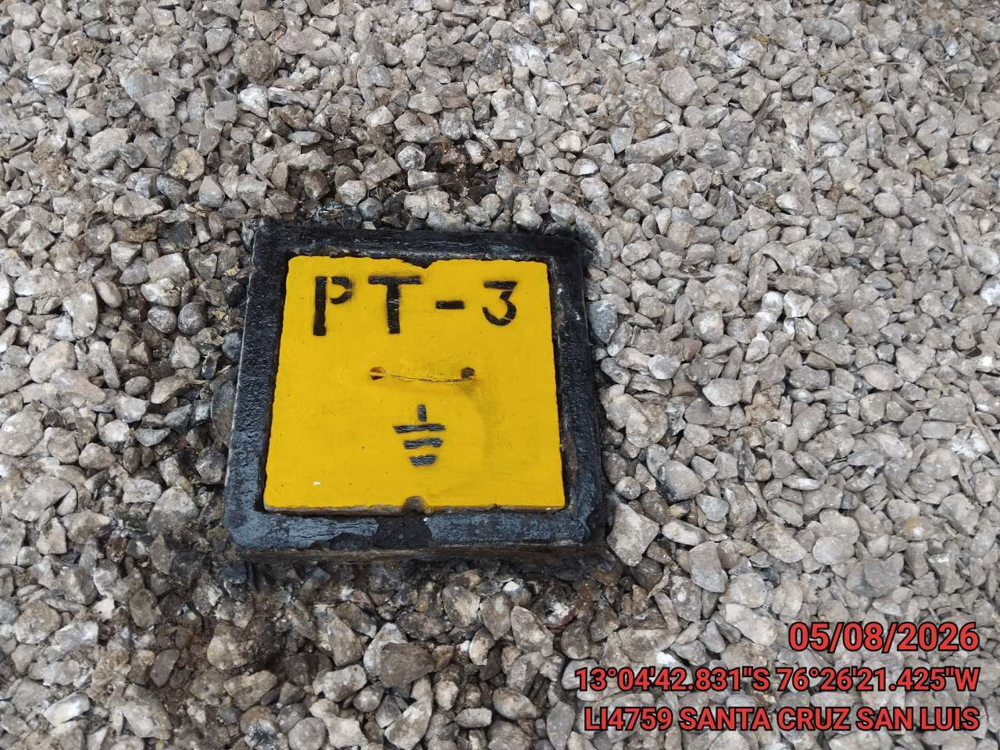 PT-3
05/08/2026
13°04'42.831"S 76°26'21.425"W
LI4759 SANTA CRUZ SAN LUIS